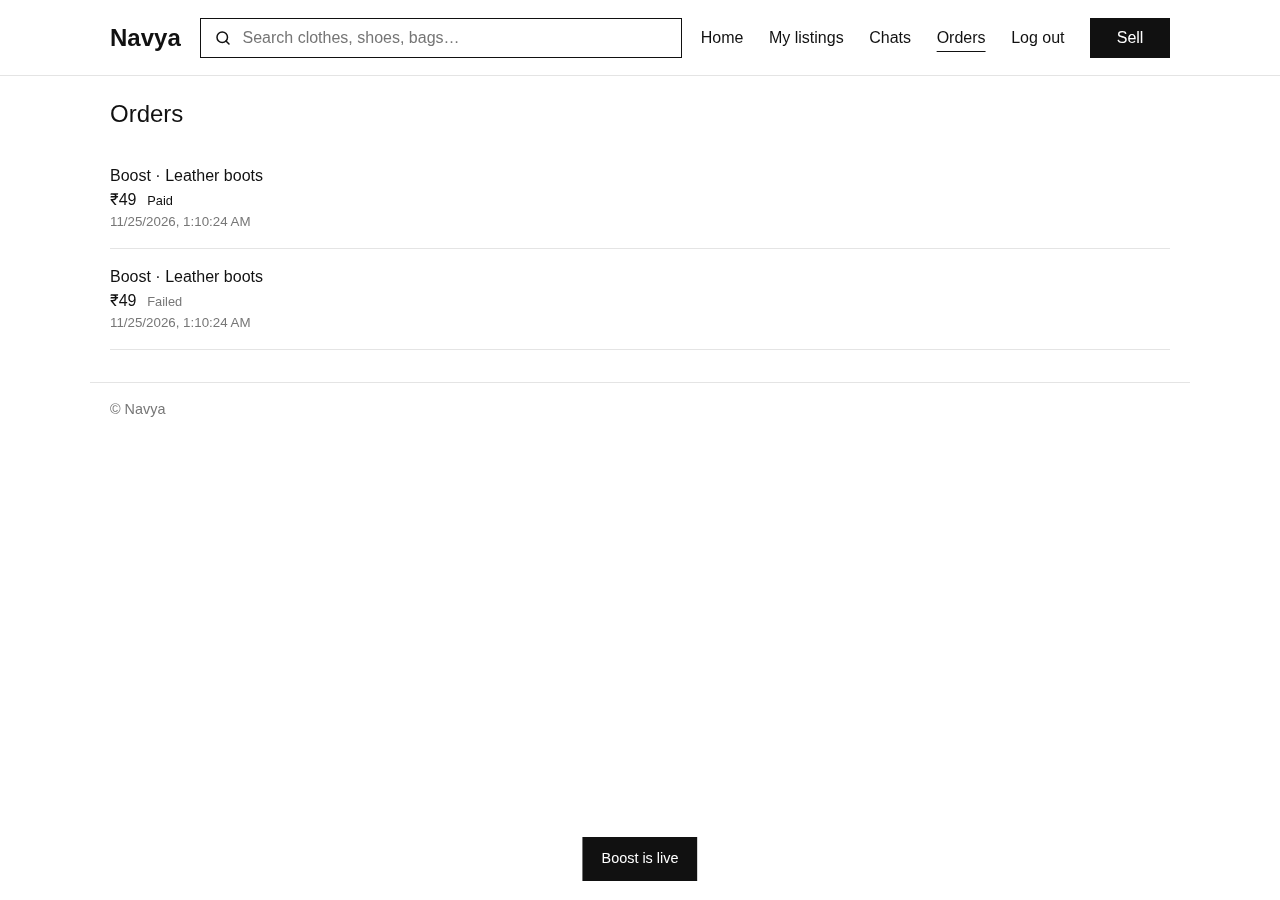 Navya
Search clothes, shoes, bags…
Home
My listings
Chats
Orders
Log out
Sell
Orders
Boost · Leather boots
₹49 Paid
11/25/2026, 1:10:24 AM
Boost · Leather boots
₹49 Failed
11/25/2026, 1:10:24 AM
© Navya
Boost is live